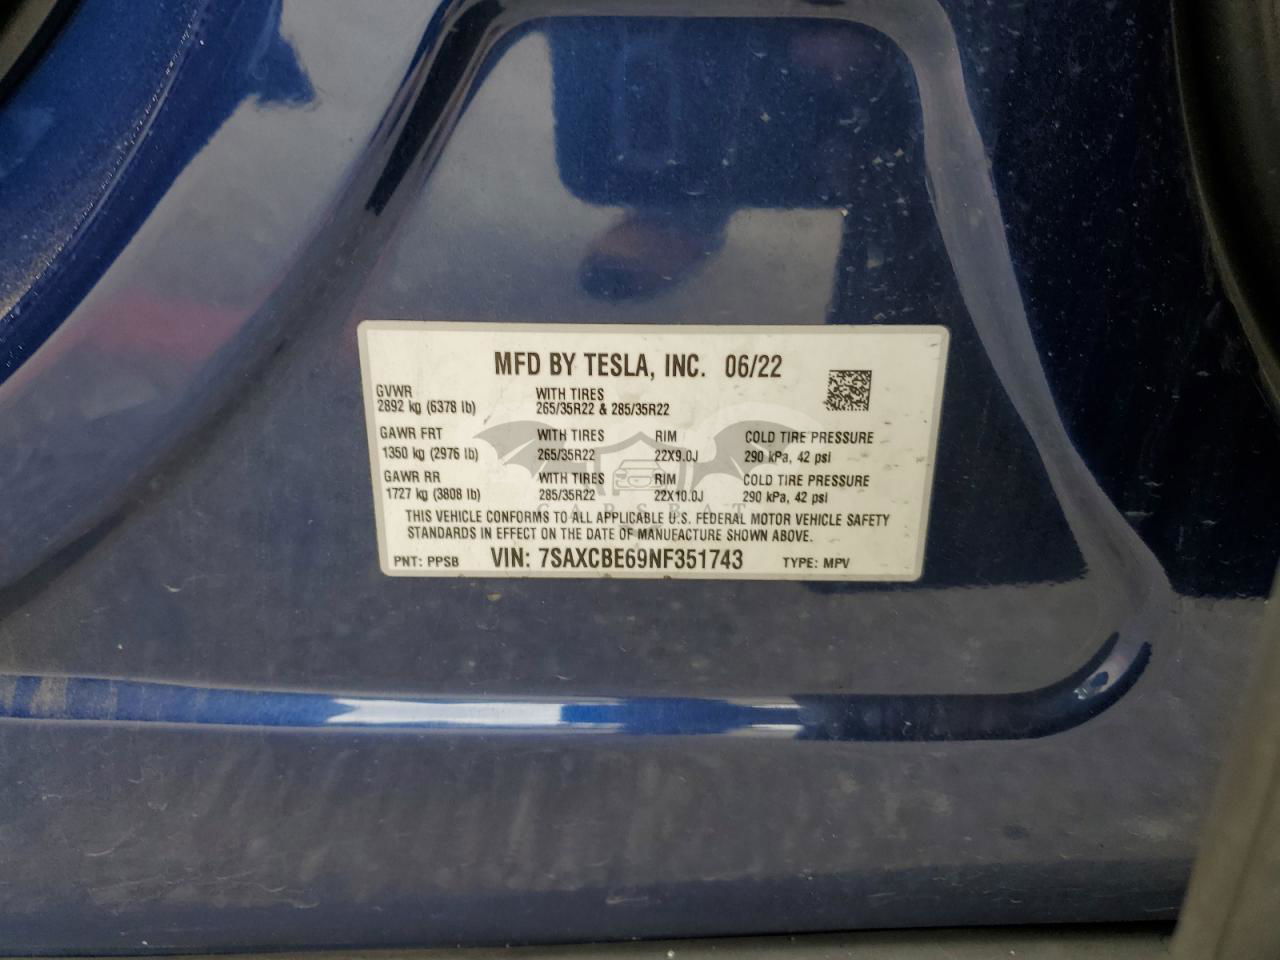 MFD BY TESLA, INC. 06/22
GVWR WITH TIRES
2892 kg (6378 lb) 265/35R22 & 285/35R22
GAWR FRT WITH TIRES RIM COLD TIRE PRESSURE
1350 kg (2976 lb) 265/35R22 22X9.0J 290 kPa, 42 psi
GAWR RR WITH TIRES RIM COLD TIRE PRESSURE
1727 kg (3808 lb) 285/35R22 22X10.0J 290 kPa, 42 psi
CARSBAT
THIS VEHICLE CONFORMS TO ALL APPLICABLE U.S. FEDERAL MOTOR VEHICLE SAFETY
STANDARDS IN EFFECT ON THE DATE OF MANUFACTURE SHOWN ABOVE.
PNT: PPSB VIN: 7SAXCBE69NF351743 TYPE: MPV